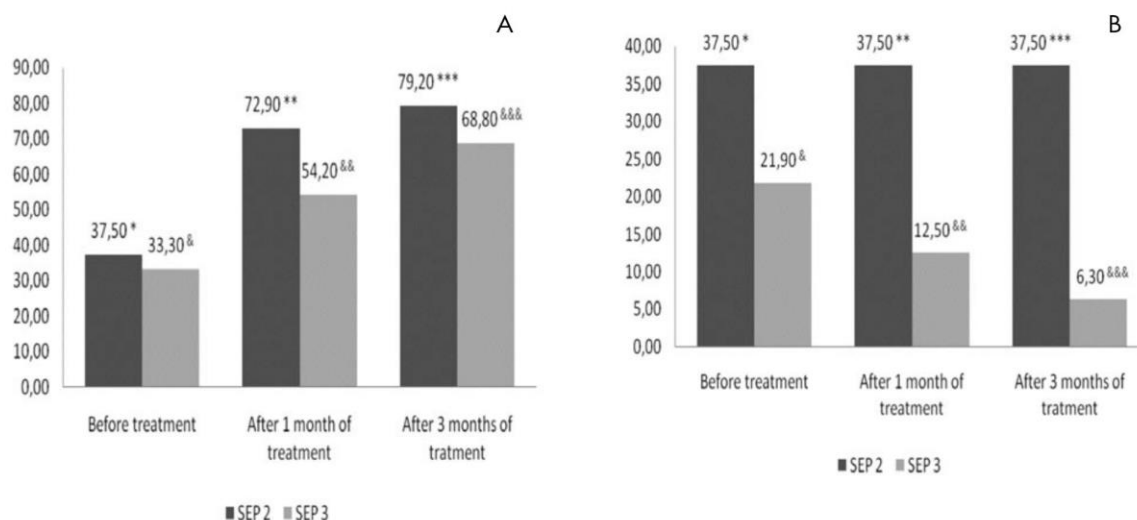 A
90,00
80,00
70,00
60,00
50,00
40,00
30,00
20,00
10,00
0,00
37,50 *
33,30 &
72,90 **
54,20 &&
79,20 ***
68,80 &&&
Before treatment
After 1 month of
treatment
After 3 months of
tratment
SEP 2
SEP 3
B
40,00
35,00
30,00
25,00
20,00
15,00
10,00
5,00
0,00
37,50 *
21,90 &
37,50 **
12,50 &&
37,50 ***
6,30 &&&
Before treatment
After 1 month of
treatment
After 3 months of
tratment
SEP 2
SEP 3